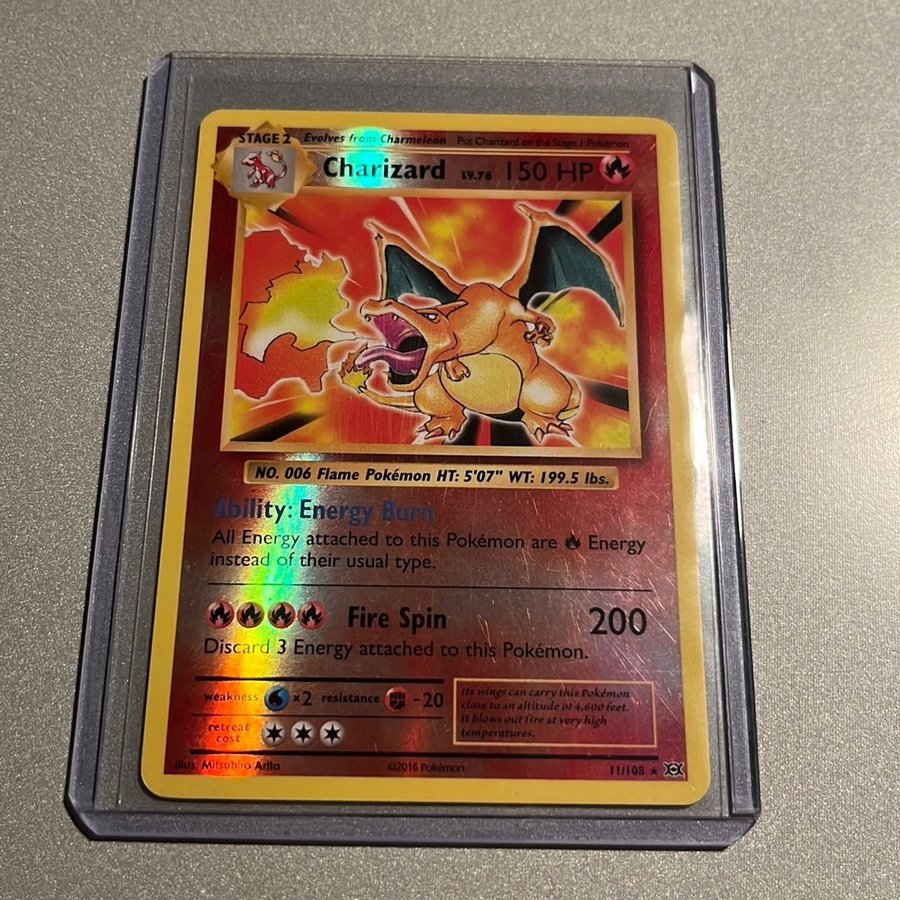 STAGE 2 Evolves from Charmeleon Put Charizard on the Stage 1 Pokémon
Charizard LV.76 150 HP
NO. 006 Flame Pokémon HT: 5'07" WT: 199.5 lbs.
Ability: Energy Burn
All Energy attached to this Pokémon are Energy
instead of their usual type.
Fire Spin 200
Discard 3 Energy attached to this Pokémon.
weakness ×2 resistance -20
retreat
cost
Its wings can carry this Pokémon
close to an altitude of 4,600 feet.
It blows out fire at very high
temperatures.
Illus. Mitsuhiro Arita ©2016 Pokémon 11/108